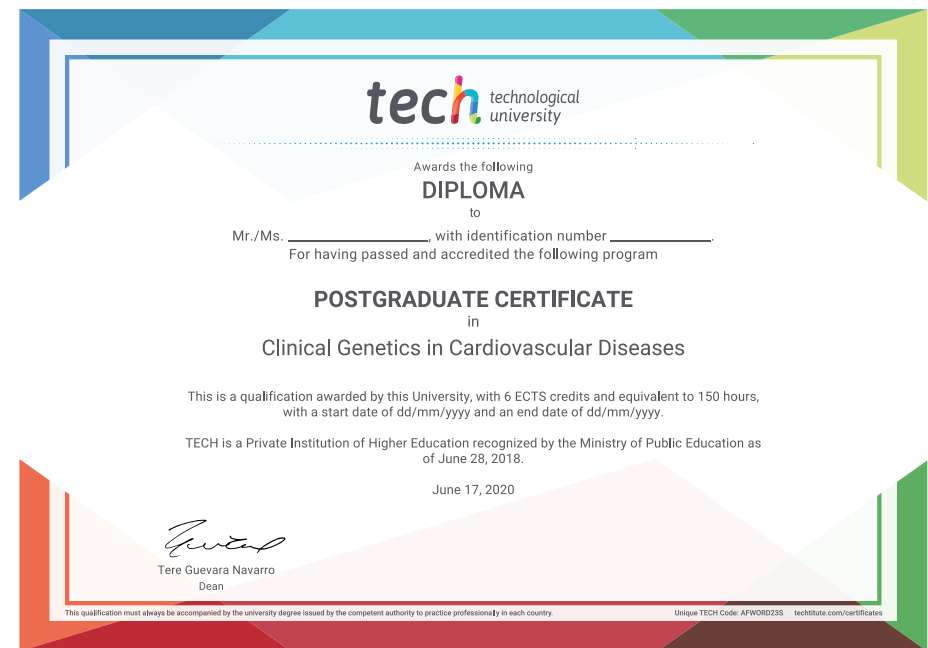 tech technological
university
Awards the following
DIPLOMA
to
Mr./Ms. ____________, with identification number ____________.
For having passed and accredited the following program
POSTGRADUATE CERTIFICATE
in
Clinical Genetics in Cardiovascular Diseases
This is a qualification awarded by this University, with 6 ECTS credits and equivalent to 150 hours,
with a start date of dd/mm/yyyy and an end date of dd/mm/yyyy.
TECH is a Private Institution of Higher Education recognized by the Ministry of Public Education as
of June 28, 2018.
June 17, 2020
Tere Guevara Navarro
Dean
This qualification must always be accompanied by the university degree issued by the competent authority to practice professionally in each country. Unique TECH Code: AFWORD23S techtitute.com/certificates